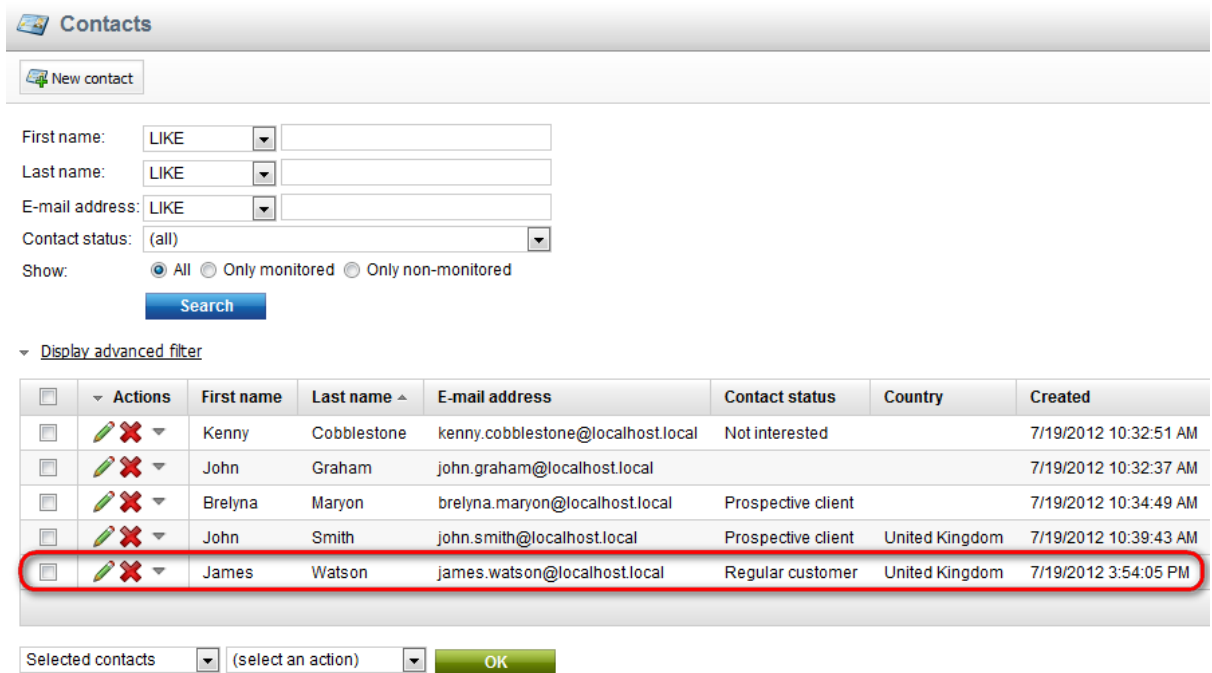 Contacts
New contact
First name: LIKE
Last name: LIKE
E-mail address: LIKE
Contact status: (all)
Show: All Only monitored Only non-monitored
Search
Display advanced filter
Actions First name Last name E-mail address Contact status Country Created
Kenny Cobblestone kenny.cobblestone@localhost.local Not interested 7/19/2012 10:32:51 AM
John Graham john.graham@localhost.local 7/19/2012 10:32:37 AM
Brelyna Maryon brelyna.maryon@localhost.local Prospective client 7/19/2012 10:34:49 AM
John Smith john.smith@localhost.local Prospective client United Kingdom 7/19/2012 10:39:43 AM
James Watson james.watson@localhost.local Regular customer United Kingdom 7/19/2012 3:54:05 PM
Selected contacts (select an action) OK